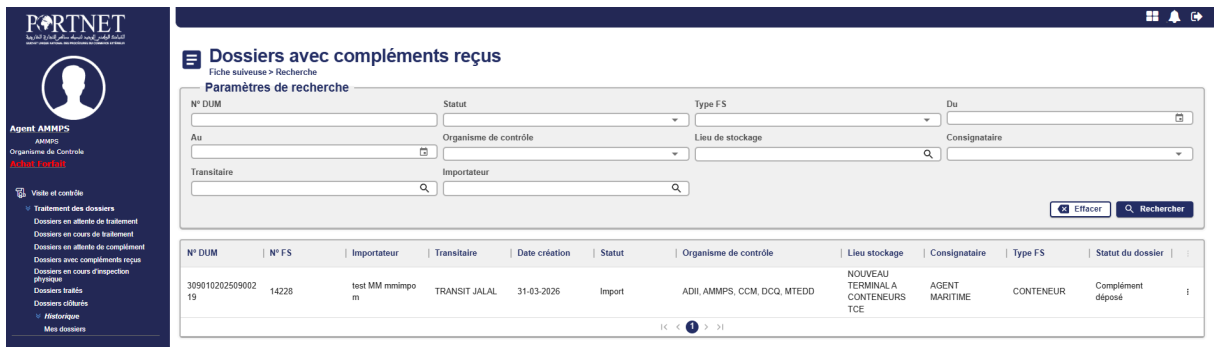 PORTNET
Agent AMMPS
AMMPS
Organisme de Controle
Achat Forfait
Visite et contrôle
Traitement des dossiers
Dossiers en attente de traitement
Dossiers en cours de traitement
Dossiers en attente de complément
Dossiers avec compléments reçus
Dossiers en cours d'inspection
physique
Dossiers traités
Dossiers clôturés
Historique
Mes dossiers
Dossiers avec compléments reçus
Fiche suiveuse > Recherche
Paramètres de recherche
N° DUM Statut Type FS Du
Au Organisme de contrôle Lieu de stockage Consignataire
Transitaire Importateur
Effacer Rechercher
N° DUM N° FS Importateur Transitaire Date création Statut Organisme de contrôle Lieu stockage Consignataire Type FS Statut du dossier
309010202509002
19
14228
test MM mmimpo
m
TRANSIT JALAL
31-03-2026
Import
ADII, AMMPS, CCM, DCQ, MTEDD
NOUVEAU
TERMINAL A
CONTENEURS
TCE
AGENT
MARITIME
CONTENEUR
Complément
déposé
1